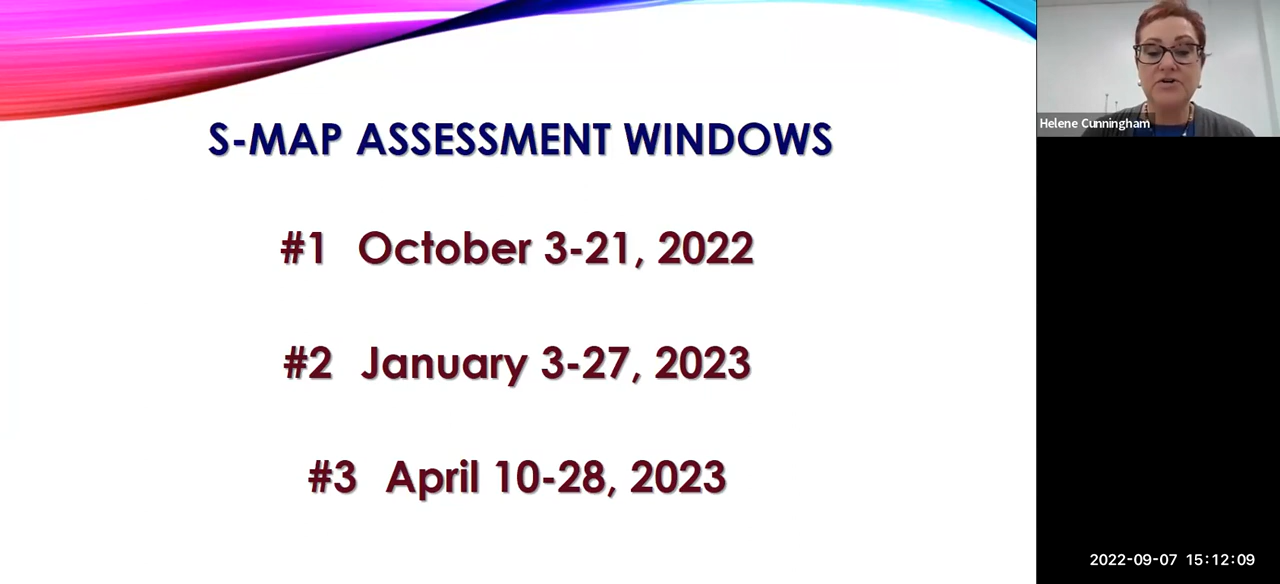 S-MAP ASSESSMENT WINDOWS
#1 October 3-21, 2022
#2 January 3-27, 2023
#3 April 10-28, 2023
Helene Cunningham
2022-09-07 15:12:09